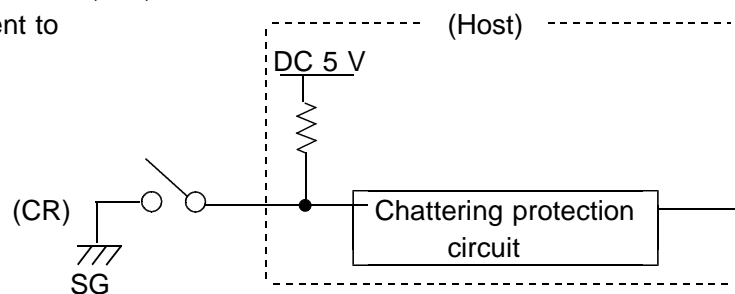 ent to
(Host)
DC 5 V
(CR)
Chattering protection
circuit
SG